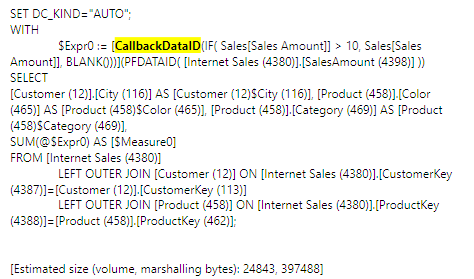 SET DC_KIND="AUTO";
WITH
$Expr0 := [CallbackDataID(IF( Sales[Sales Amount]] > 10, Sales[Sales
Amount]], BLANK()))](PFDATAID( [Internet Sales (4380)].[SalesAmount (4398)] ))
SELECT
[Customer (12)].[City (116)] AS [Customer (12)$City (116)], [Product (458)].[Color
(465)] AS [Product (458)$Color (465)], [Product (458)].[Category (469)] AS [Product
(458)$Category (469)],
SUM(@$Expr0) AS [$Measure0]
FROM [Internet Sales (4380)]
LEFT OUTER JOIN [Customer (12)] ON [Internet Sales (4380)].[CustomerKey
(4387)]=[Customer (12)].[CustomerKey (113)]
LEFT OUTER JOIN [Product (458)] ON [Internet Sales (4380)].[ProductKey
(4388)]=[Product (458)].[ProductKey (462)];
[Estimated size (volume, marshalling bytes): 24843, 397488]